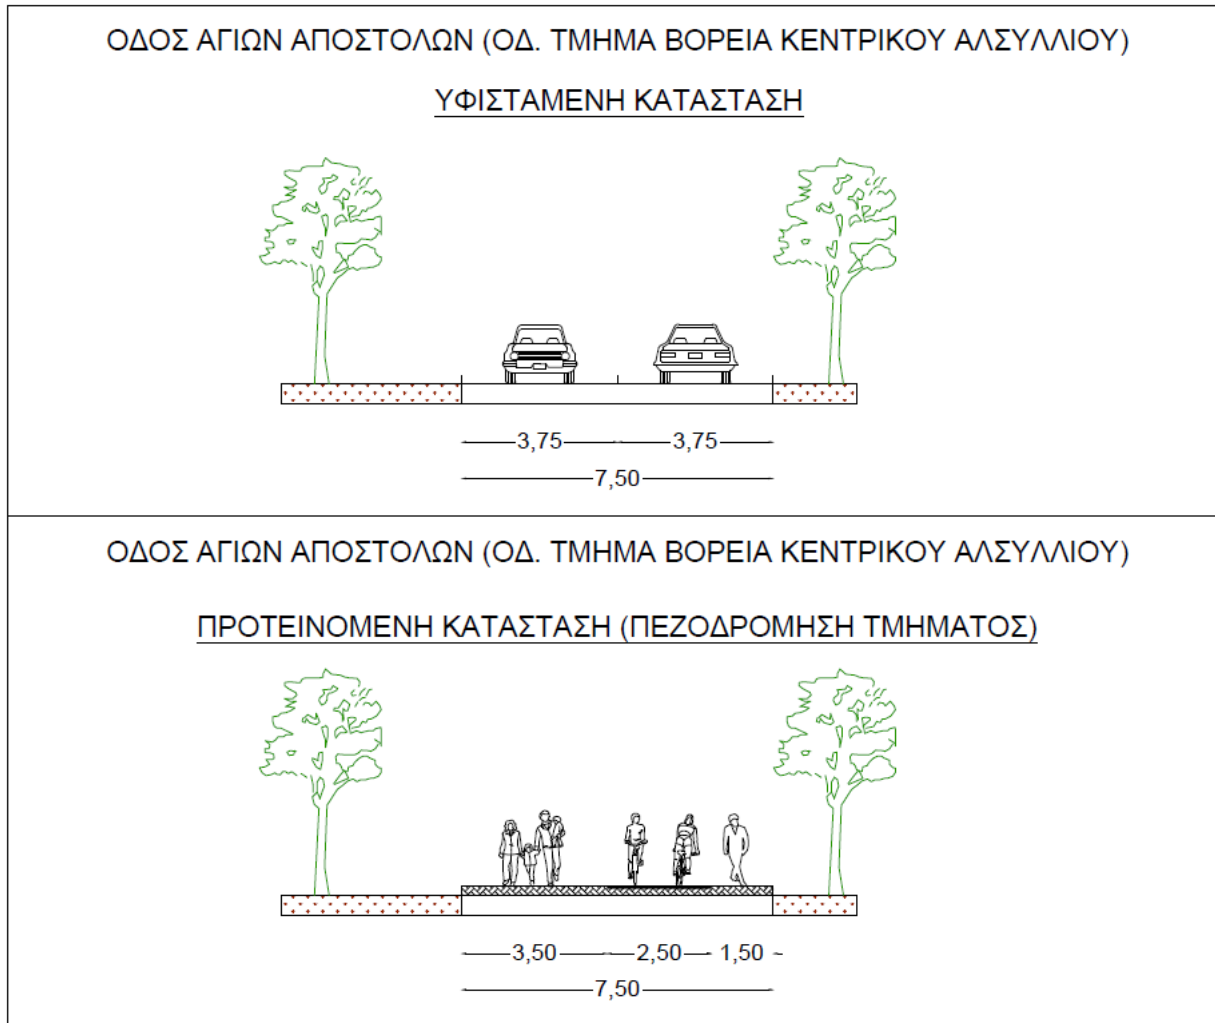 ΟΔΟΣ ΑΓΙΩΝ ΑΠΟΣΤΟΛΩΝ (ΟΔ. ΤΜΗΜΑ ΒΟΡΕΙΑ ΚΕΝΤΡΙΚΟΥ ΑΛΣΥΛΛΙΟΥ)
ΥΦΙΣΤΑΜΕΝΗ ΚΑΤΑΣΤΑΣΗ
3,75 3,75
7,50
ΟΔΟΣ ΑΓΙΩΝ ΑΠΟΣΤΟΛΩΝ (ΟΔ. ΤΜΗΜΑ ΒΟΡΕΙΑ ΚΕΝΤΡΙΚΟΥ ΑΛΣΥΛΛΙΟΥ)
ΠΡΟΤΕΙΝΟΜΕΝΗ ΚΑΤΑΣΤΑΣΗ (ΠΕΖΟΔΡΟΜΗΣΗ ΤΜΗΜΑΤΟΣ)
3,50 2,50 1,50
7,50